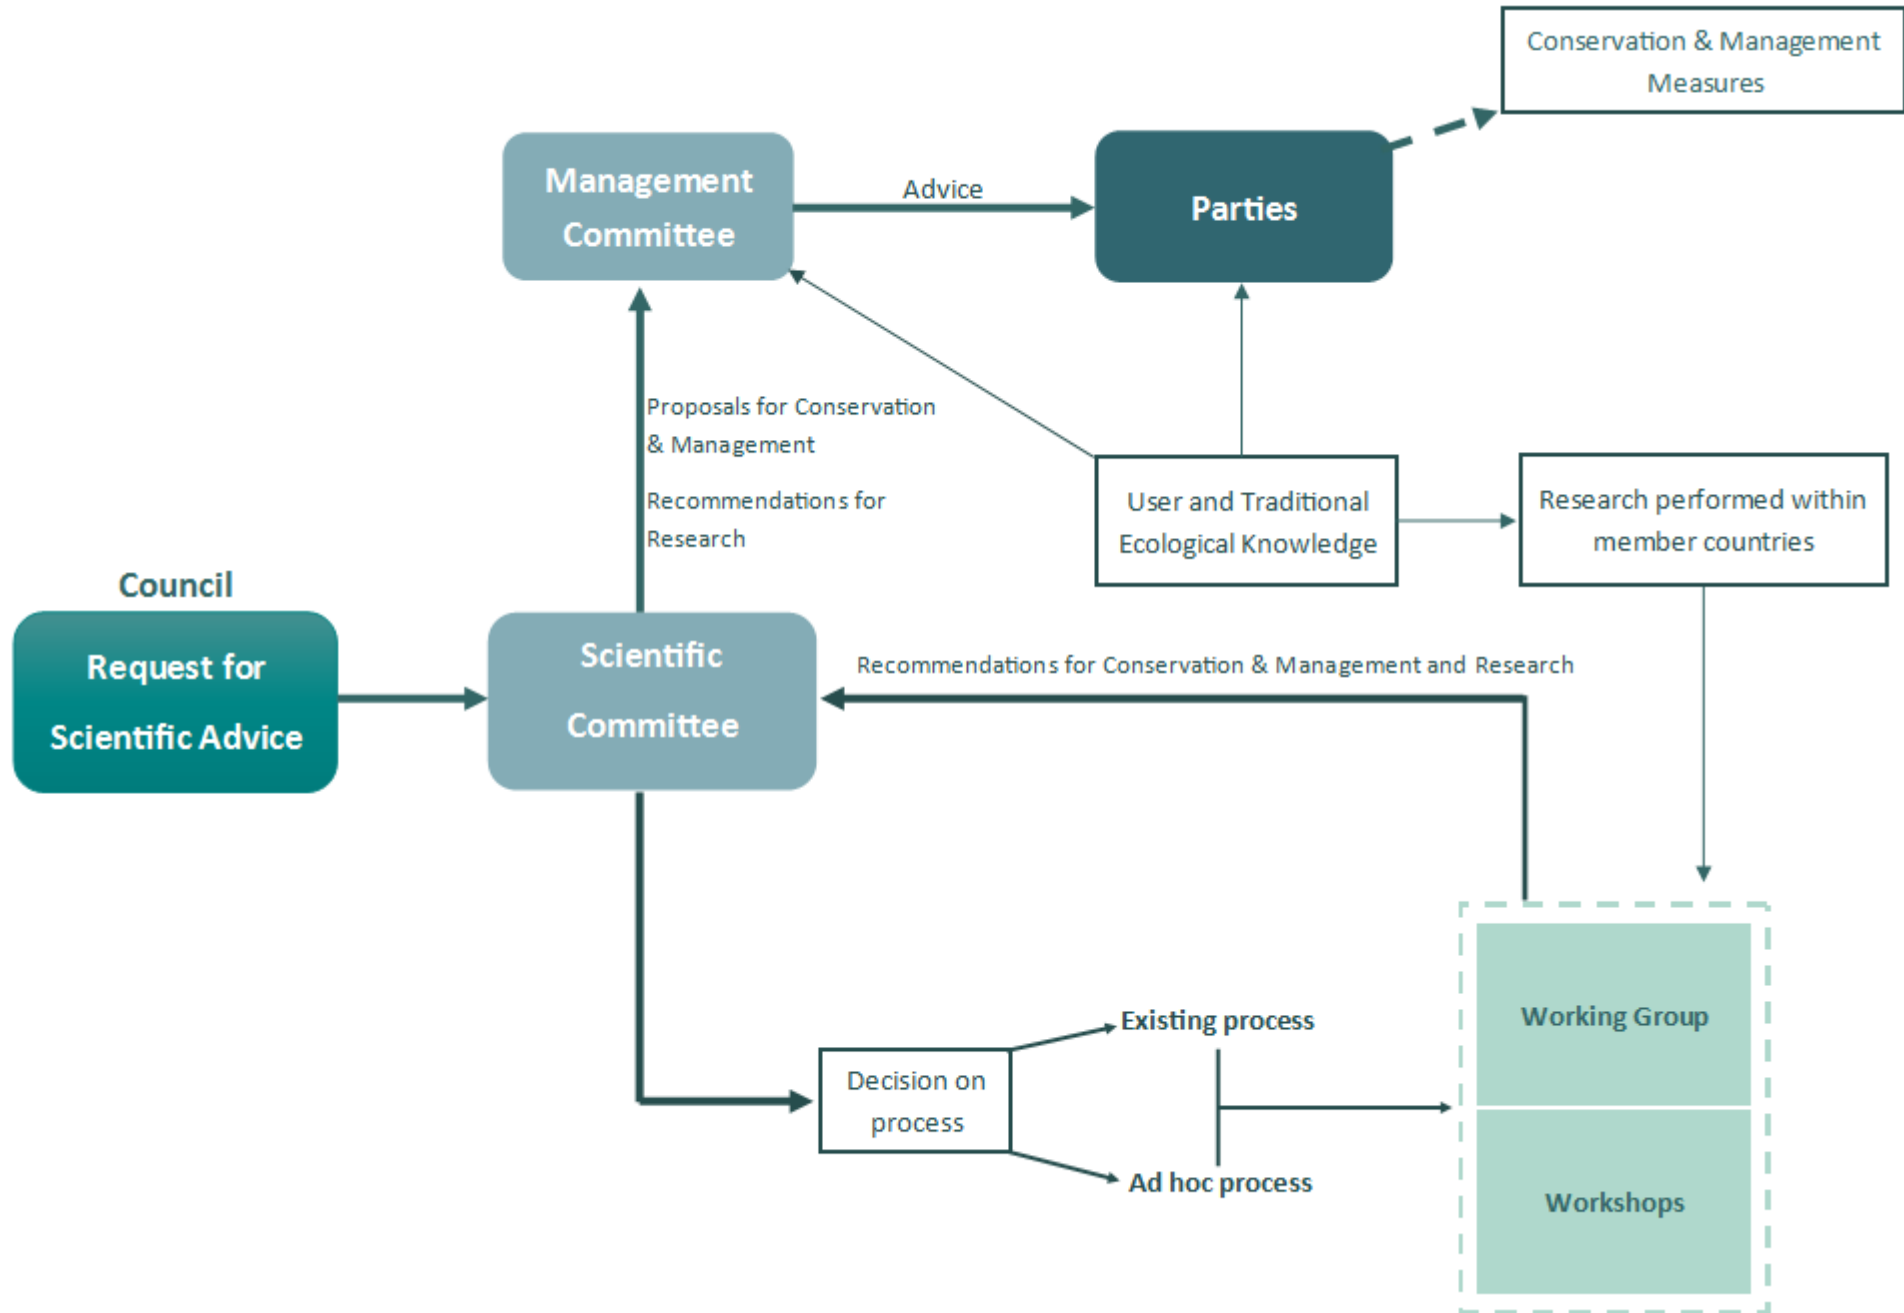 Conservation & Management
Measures
Management
Committee
Advice
Parties
Proposals for Conservation
& Management
Recommendations for
Research
User and Traditional
Ecological Knowledge
Research performed within
member countries
Council
Request for
Scientific Advice
Scientific
Committee
Recommendations for Conservation & Management and Research
Existing process
Decision on
process
Ad hoc process
Working Group
Workshops